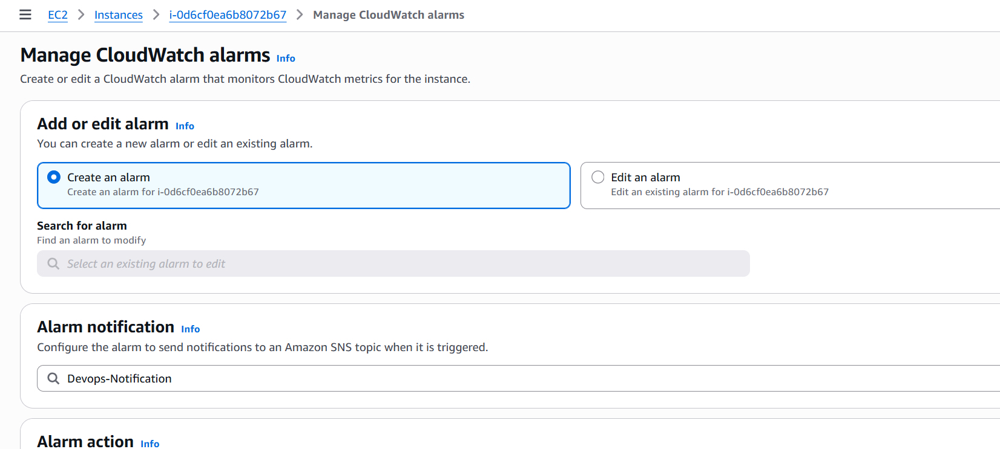 EC2 > Instances > i-0d6cf0ea6b8072b67 > Manage CloudWatch alarms
Manage CloudWatch alarms Info
Create or edit a CloudWatch alarm that monitors CloudWatch metrics for the instance.
Add or edit alarm Info
You can create a new alarm or edit an existing alarm.
Create an alarm
Create an alarm for i-0d6cf0ea6b8072b67
Edit an alarm
Edit an existing alarm for i-0d6cf0ea6b8072b67
Search for alarm
Find an alarm to modify
Select an existing alarm to edit
Alarm notification Info
Configure the alarm to send notifications to an Amazon SNS topic when it is triggered.
Devops-Notification
Alarm action Info